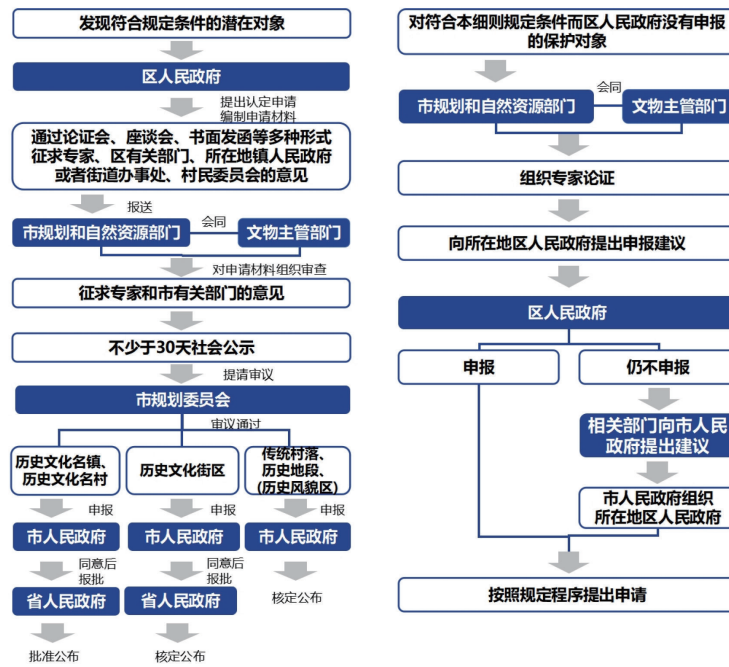 发现符合规定条件的潜在对象
区人民政府
提出认定申请
编制申请材料
通过论证会、座谈会、书面发函等多种形式
征求专家、区有关部门、所在地镇人民政府
或者街道办事处、村民委员会的意见
报送
市规划和自然资源部门
会同
文物主管部门
对申请材料组织审查
征求专家和市有关部门的意见
不少于30天社会公示
提请审议
市规划委员会
审议通过
历史文化名镇、
历史文化名村
历史文化街区
传统村落、
历史地段、
（历史风貌区）
申报
申报
申报
市人民政府
市人民政府
市人民政府
同意后
报批
同意后
报批
核定公布
省人民政府
省人民政府
批准公布
核定公布
对符合本细则规定条件而区人民政府没有申报
的保护对象
市规划和自然资源部门
会同
文物主管部门
组织专家论证
向所在地区人民政府提出申报建议
区人民政府
申报
仍不申报
相关部门向市人民
政府提出建议
市人民政府组织
所在地区人民政府
按照规定程序提出申请